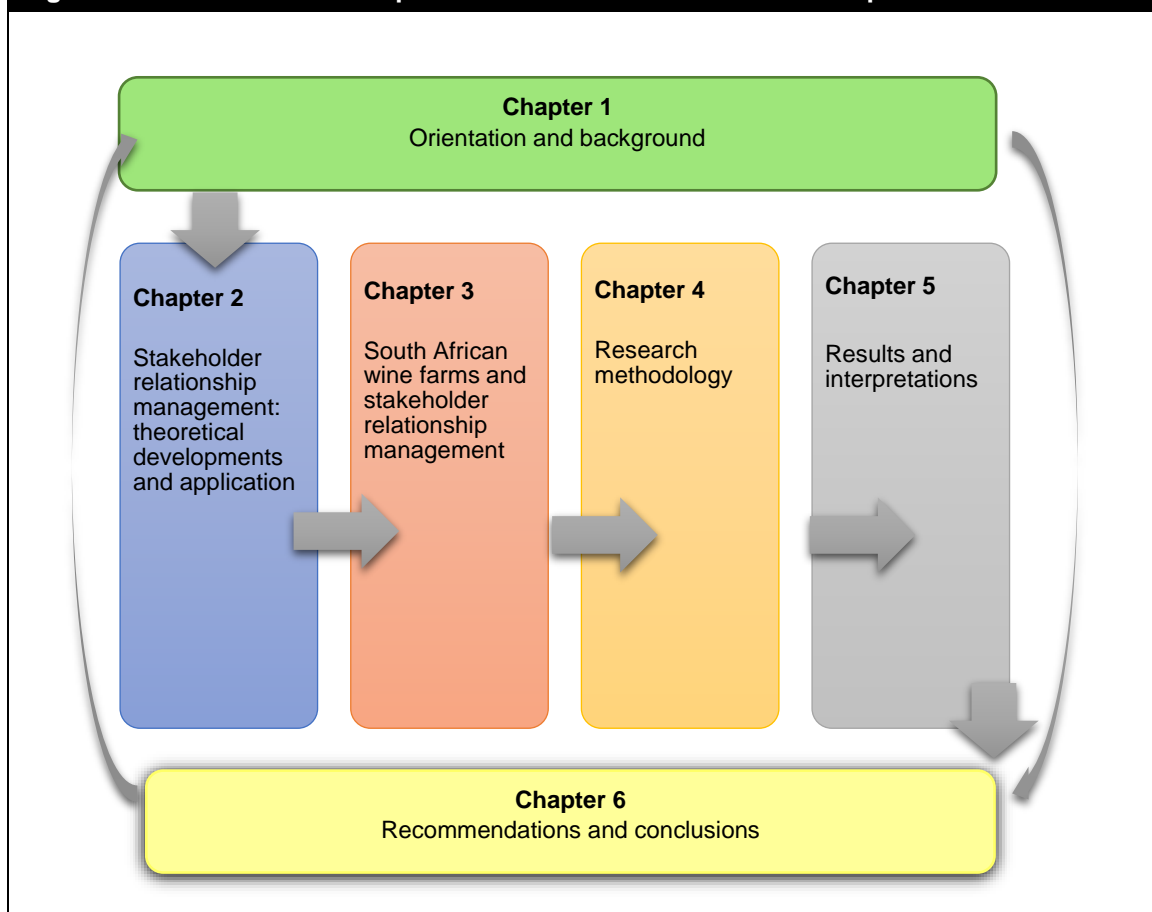 Chapter 1
Orientation and background
Chapter 2
Stakeholder
relationship
management:
theoretical
developments
and application
Chapter 3
South African
wine farms and
stakeholder
relationship
management
Chapter 4
Research
methodology
Chapter 5
Results and
interpretations
Chapter 6
Recommendations and conclusions